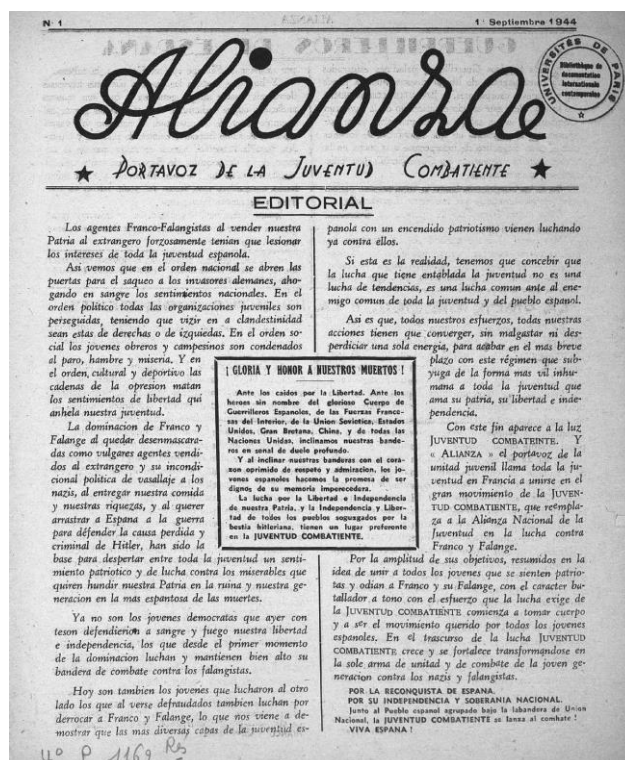 N· 1
1· Septiembre 1944
Alianza
UNIVERSITÉS DE PARIS
Bibliothèque de
documentation
internationale
contemporaine
★ PORTAVOZ DE LA JUVENTUD COMBATIENTE ★
EDITORIAL
Los agentes Franco-Falangistas al vender nuestra
Patria al extrangero forzosamente tenian que lesionar
los intereses de toda la juventud espanola.
Asi vemos que en el orden nacional se abren las
puertas para el saqueo a los invasores alemanes, aho-
gando en sangre los sentimientos nacionales. En el
orden politico todas las organizaciones juveniles son
perseguidas, teniendo que vizir en a clandestinidad
sean estas de derechas o de izquiedas. En el orden so-
cial los jovenes obreros y campesinos son condenados
al paro, hambre y miseria. Y en
el orden, cultural y deportivo las
cadenas de la opresion matan
los sentimientos de libertad qui
anhela nuestra juventud.
La dominacion de Franco y
Falange al quedar desenmascara-
das como vulgares agentes vendi-
dos al extrangero y su incondi-
cional politica de vasallaje a los
nazis, al entregar nuestra comida
y nuestras riquezas, y al querer
arrastrar a Espana a la guerra
para défender la causa perdida y
criminal de Hitler, han sido la
base para despertar entre toda la juventud un senti-
miento patriotico y de lucha contra los miserables que
quiren hundir nuestra Patria en la ruina y nuestra ge-
neracion en la mas espantosa de las muertes.
Ya no son los jovenes democratas que ayer con
teson defendierion a sangre y fuego nuestra libertad
e independencia, los que desde el primer momento
de la dominacion luchan y mantienen bien alto su
bandera de combate contra los falangistas.
Hoy son tambien los jovenes que lucharon al otro
lado los que al verse defraudados tambien luchan por
derrocar a Franco y Falange, lo que nos viene a de-
mostrar que las mas diversas capas de la juventud es-
¡ GLORIA Y HONOR A NUESTROS MUERTOS !
Ante los caidos por la Libertad. Ante los
heroes sin nombre del glorioso Cuerpo de
Guerrilleros Espanoles, de las Fuerzas France-
sas del Interior, de la Union Sovietica, Estados
Unidos, Gran Bretana, China, y de todas las
Naciones Unidas, inclinamos nuestras bande-
ros en senal de duelo profundo.
Y al inclinar nuestras banderas con el cora-
zon oprimido de respeto y admiracion, los jo-
venes espanoles hacemos la promesa de ser
dignos de su memoria imperecedera.
La lucha por la Libertad e Independencia
de nuestra Patria, y la Independencia y Liber-
tad de todos los pueblos sogusgados por la
bestia hitleriana, tienen un lugar preferente
en la JUVENTUD COMBATIENTE.
panola con un encendido patriotismo vienen luchando
ya contra ellos.
Si esta es la realidad, tenemos que concebir que
la lucha que tiene entablada la juventud no es una
lucha de tendencias, es una lucha comun ante al ene-
migo comun de toda la juventud y del pueblo espanol.
Asi es que, todos nuestros esfuerzos, todas nuestras
acciones tienen que converger, sin malgastar ni des-
perdiciar una sola energia, para acabar en el mas breve
plazo con este régimen que sub-
yuga de la forma mas vil inhu-
mana a toda la juventud que
ama su patria, su libertad e inde-
pendencia.
Con este fin aparece a la luz
JUVENTUD COMBATEINTE. Y
« ALIANZA » el portavoz de la
unitad juvenil llama toda la ju-
ventud en Francia a unirse en el
gran movimiento de la JUVEN-
TUD COMBATIENTE, que reempla-
za a la Alianza Nacional de la
Juventud en la lucha contra
Franco y Falange.
Por la amplitud de sus objetivos, resumidos en la
idea de unir a todos los jovenes que se sienten patrio-
tas y odian a Franco y su Falange, con el caracter ba-
tallador a tono con el esfuerzo que la lucha exige de
la JUVENTUD COMBATIENTE comienza a tomar cuerpo
y a ser el movimiento querido por todos los jovenes
espanoles. En el trascurso de la lucha JUVENTUD
COMBATIENTE crece y se fortalece transformandose en
la sole arma de unitad y de combate de la joven ge-
neracion contra los nazis y falangistas.
POR LA RECONQUISTA DE ESPANA.
POR SU INDEPENDENCIA Y SOBERANIA NACIONAL.
Junto al Pueblo espanol agrupado bajo la labandera de Union
Nacional, la JUVENTUD COMBATIENTE se lanza al combate !
VIVA ESPANA !
4° P. 1169 Res